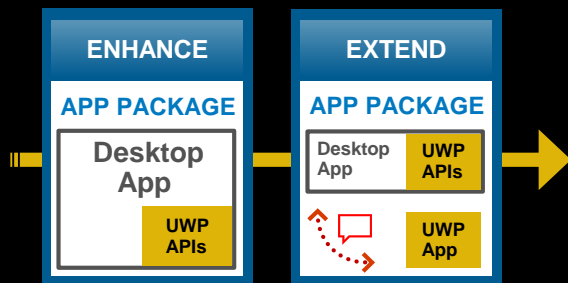 ENHANCE
APP PACKAGE
Desktop
App
UWP
APIs
EXTEND
APP PACKAGE
Desktop
App
UWP
APIs
UWP
App